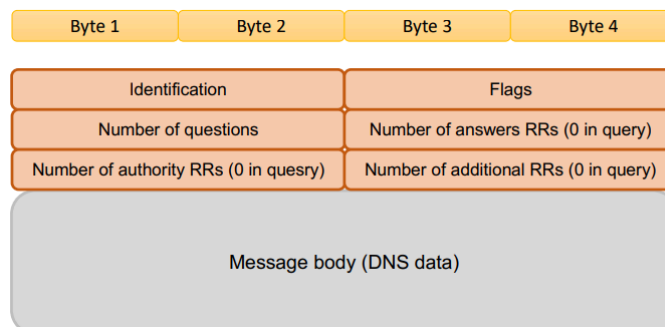 Byte 1 Byte 2 Byte 3 Byte 4
Identification Flags
Number of questions Number of answers RRs (0 in query)
Number of authority RRs (0 in quesry) Number of additional RRs (0 in query)
Message body (DNS data)